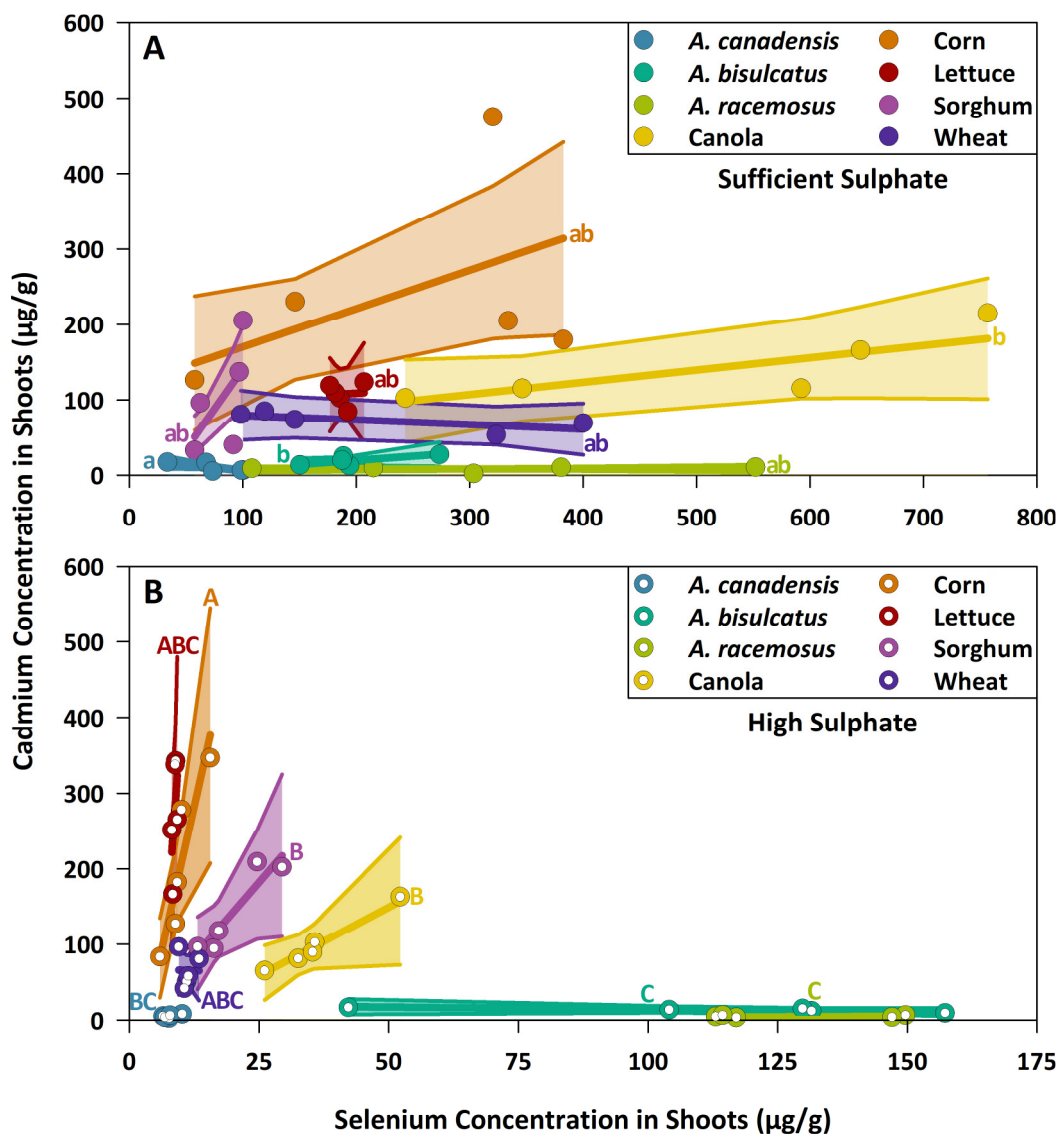 Cadmium Concentration in Shoots (µg/g)
A
600
500
400
300
200
100
0
A. canadensis Corn
A. bisulcatus Lettuce
A. racemosus Sorghum
Canola Wheat
Sufficient Sulphate
ab
b
ab
ab
ab
b
a
ab
0 100 200 300 400 500 600 700 800
B
600
500
400
300
200
100
0
A. canadensis Corn
A. bisulcatus Lettuce
A. racemosus Sorghum
Canola Wheat
High Sulphate
A
ABC
B
B
BC
ABC
C
C
0 25 50 75 100 125 150 175
Selenium Concentration in Shoots (µg/g)